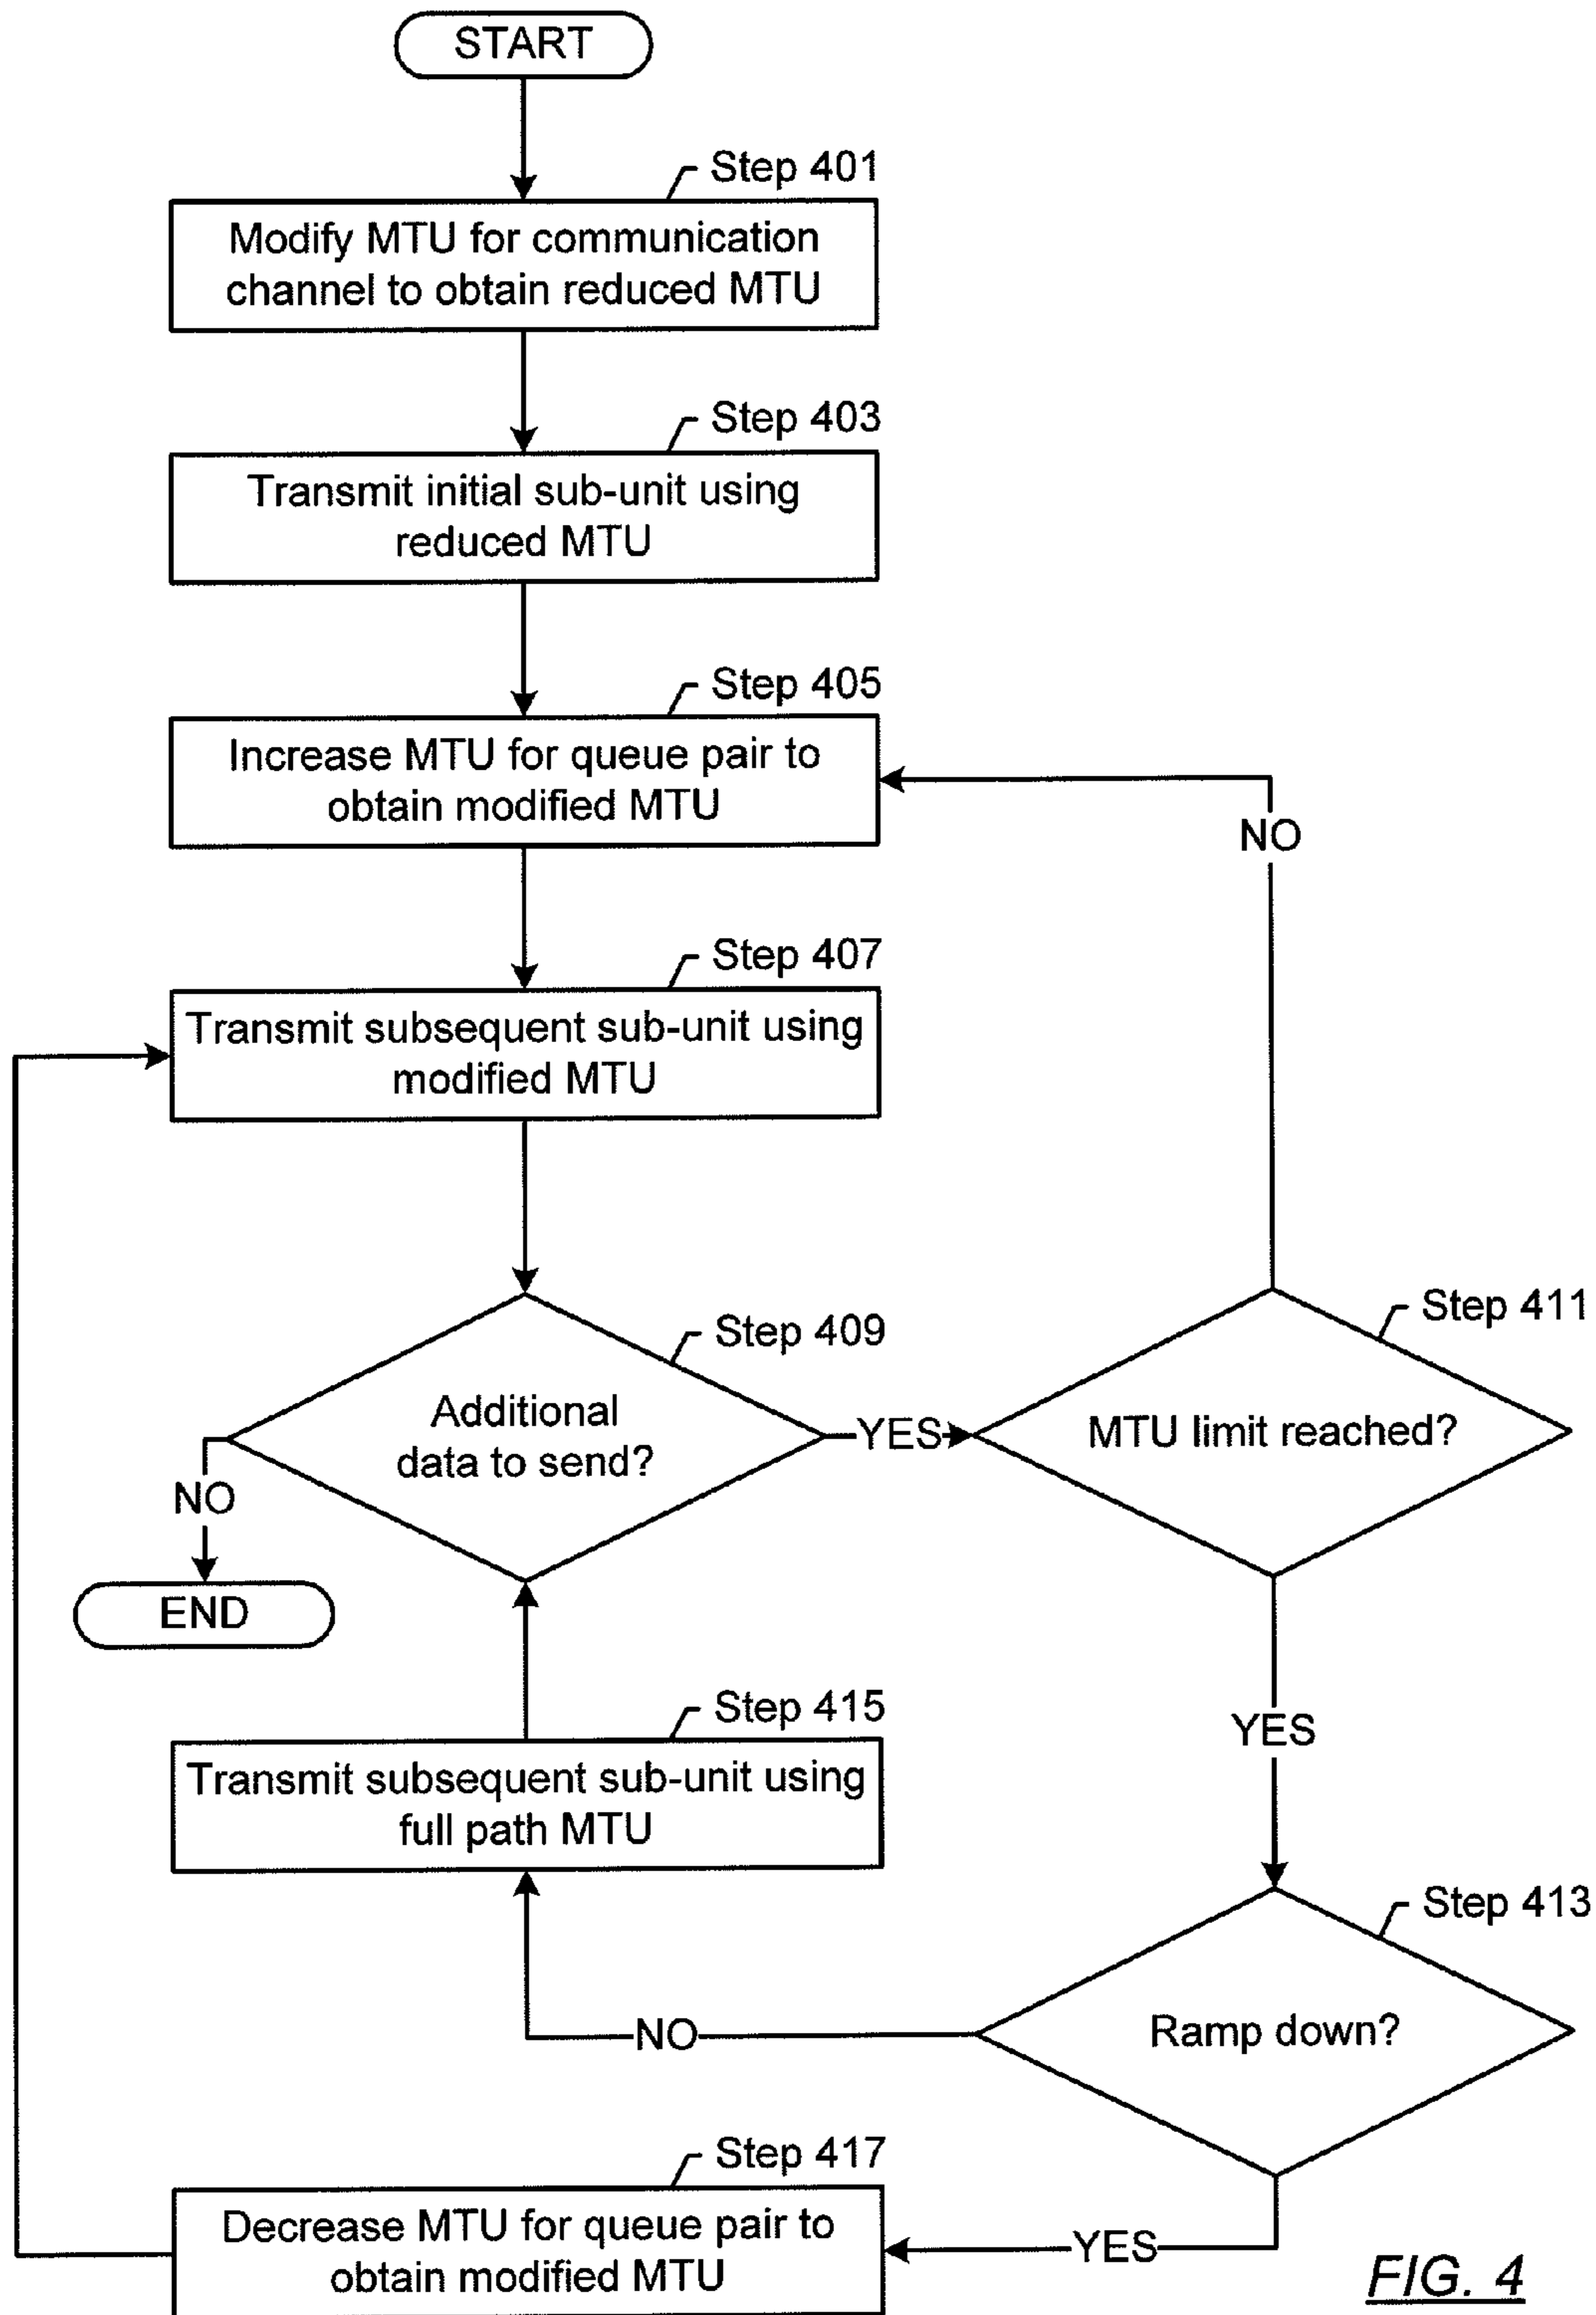 START
Step 401
Modify MTU for communication
channel to obtain reduced MTU
Step 403
Transmit initial sub-unit using
reduced MTU
Step 405
Increase MTU for queue pair to
obtain modified MTU
NO
Step 407
Transmit subsequent sub-unit using
modified MTU
Step 409
Additional
data to send?
YES
Step 411
MTU limit reached?
NO
END
YES
Step 415
Transmit subsequent sub-unit using
full path MTU
Step 413
Ramp down?
NO
Step 417
Decrease MTU for queue pair to
obtain modified MTU
YES
FIG. 4